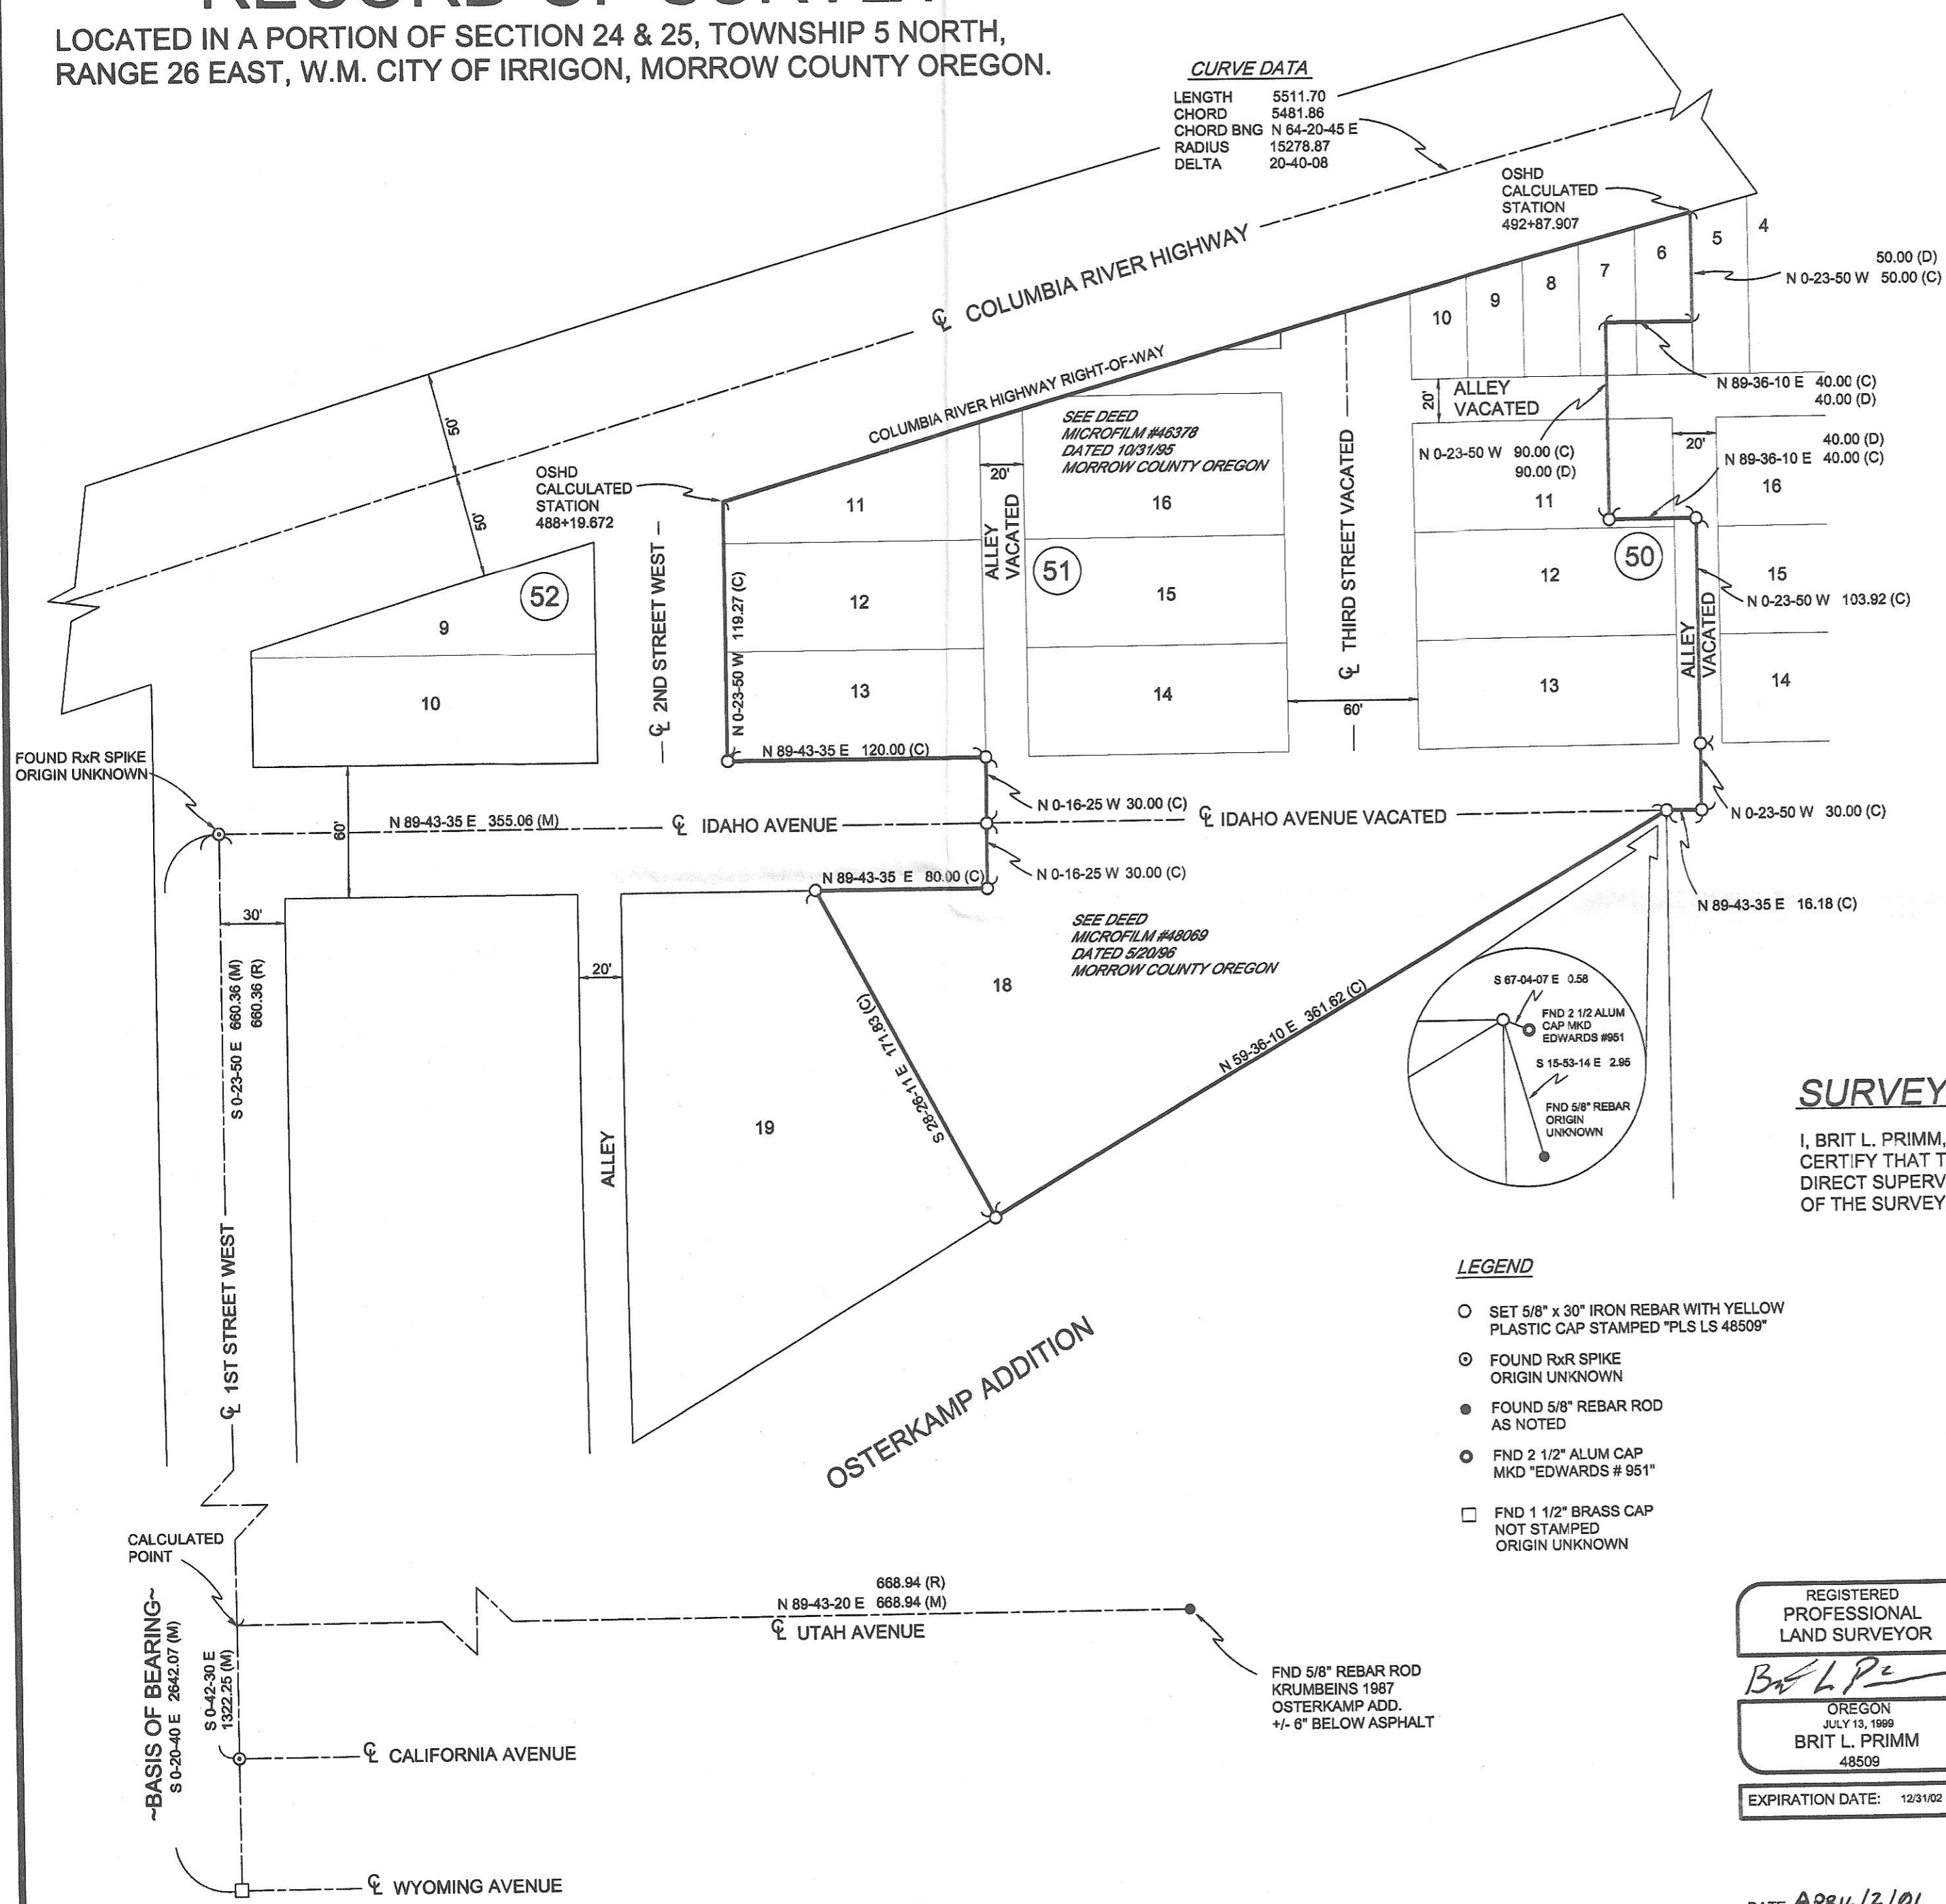 RECORD OF SURVEY
LOCATED IN A PORTION OF SECTION 24 & 25, TOWNSHIP 5 NORTH,
RANGE 26 EAST, W.M. CITY OF IRRIGON, MORROW COUNTY OREGON.
CURVE DATA
LENGTH 5511.70
CHORD 5481.86
CHORD BNG N 64-20-45 E
RADIUS 15278.87
DELTA 20-40-08
OSHD
CALCULATED
STATION
492+87.907
4
5
6
7
8
9
10
50.00 (D)
N 0-23-50 W 50.00 (C)
℄ COLUMBIA RIVER HIGHWAY
COLUMBIA RIVER HIGHWAY RIGHT-OF-WAY
N 89-36-10 E 40.00 (C)
40.00 (D)
20'
ALLEY
VACATED
50'
50'
OSHD
CALCULATED
STATION
488+19.672
SEE DEED
MICROFILM #46378
DATED 10/31/95
MORROW COUNTY OREGON
20'
N 0-23-50 W 90.00 (C)
90.00 (D)
20'
40.00 (D)
N 89-36-10 E 40.00 (C)
11
16
11
16
52
9
10
℄ 2ND STREET WEST
N 0-23-50 W 119.27 (C)
12
13
ALLEY
VACATED
51
15
14
℄ THIRD STREET VACATED
60'
12
50
13
ALLEY
VACATED
15
N 0-23-50 W 103.92 (C)
14
FOUND RxR SPIKE
ORIGIN UNKNOWN
N 89-43-35 E 120.00 (C)
N 0-16-25 W 30.00 (C)
N 89-43-35 E 355.06 (M)
℄ IDAHO AVENUE
℄ IDAHO AVENUE VACATED
N 0-23-50 W 30.00 (C)
60'
N 0-16-25 W 30.00 (C)
N 89-43-35 E 80.00 (C)
N 89-43-35 E 16.18 (C)
30'
20'
SEE DEED
MICROFILM #48069
DATED 5/20/96
MORROW COUNTY OREGON
18
S 0-23-50 E 660.36 (M)
660.36 (R)
S 28-26-11 E 171.83 (C)
N 59-36-10 E 361.62 (C)
S 67-04-07 E 0.58
FND 2 1/2 ALUM
CAP MKD
EDWARDS #951
S 15-53-14 E 2.95
FND 5/8" REBAR
ORIGIN
UNKNOWN
19
ALLEY
SURVEY
I, BRIT L. PRIMM,
CERTIFY THAT T
DIRECT SUPERV
OF THE SURVEY
℄ 1ST STREET WEST
OSTERKAMP ADDITION
LEGEND
SET 5/8" x 30" IRON REBAR WITH YELLOW
PLASTIC CAP STAMPED "PLS LS 48509"
FOUND RxR SPIKE
ORIGIN UNKNOWN
FOUND 5/8" REBAR ROD
AS NOTED
FND 2 1/2" ALUM CAP
MKD "EDWARDS # 951"
FND 1 1/2" BRASS CAP
NOT STAMPED
ORIGIN UNKNOWN
CALCULATED
POINT
~BASIS OF BEARING~
S 0-20-40 E 2642.07 (M)
S 0-42-30 E
1322.25 (M)
668.94 (R)
N 89-43-20 E 668.94 (M)
℄ UTAH AVENUE
FND 5/8" REBAR ROD
KRUMBEINS 1987
OSTERKAMP ADD.
+/- 6" BELOW ASPHALT
℄ CALIFORNIA AVENUE
℄ WYOMING AVENUE
REGISTERED
PROFESSIONAL
LAND SURVEYOR
OREGON
JULY 13, 1999
BRIT L. PRIMM
48509
EXPIRATION DATE: 12/31/02
DATE APRIL/2/01